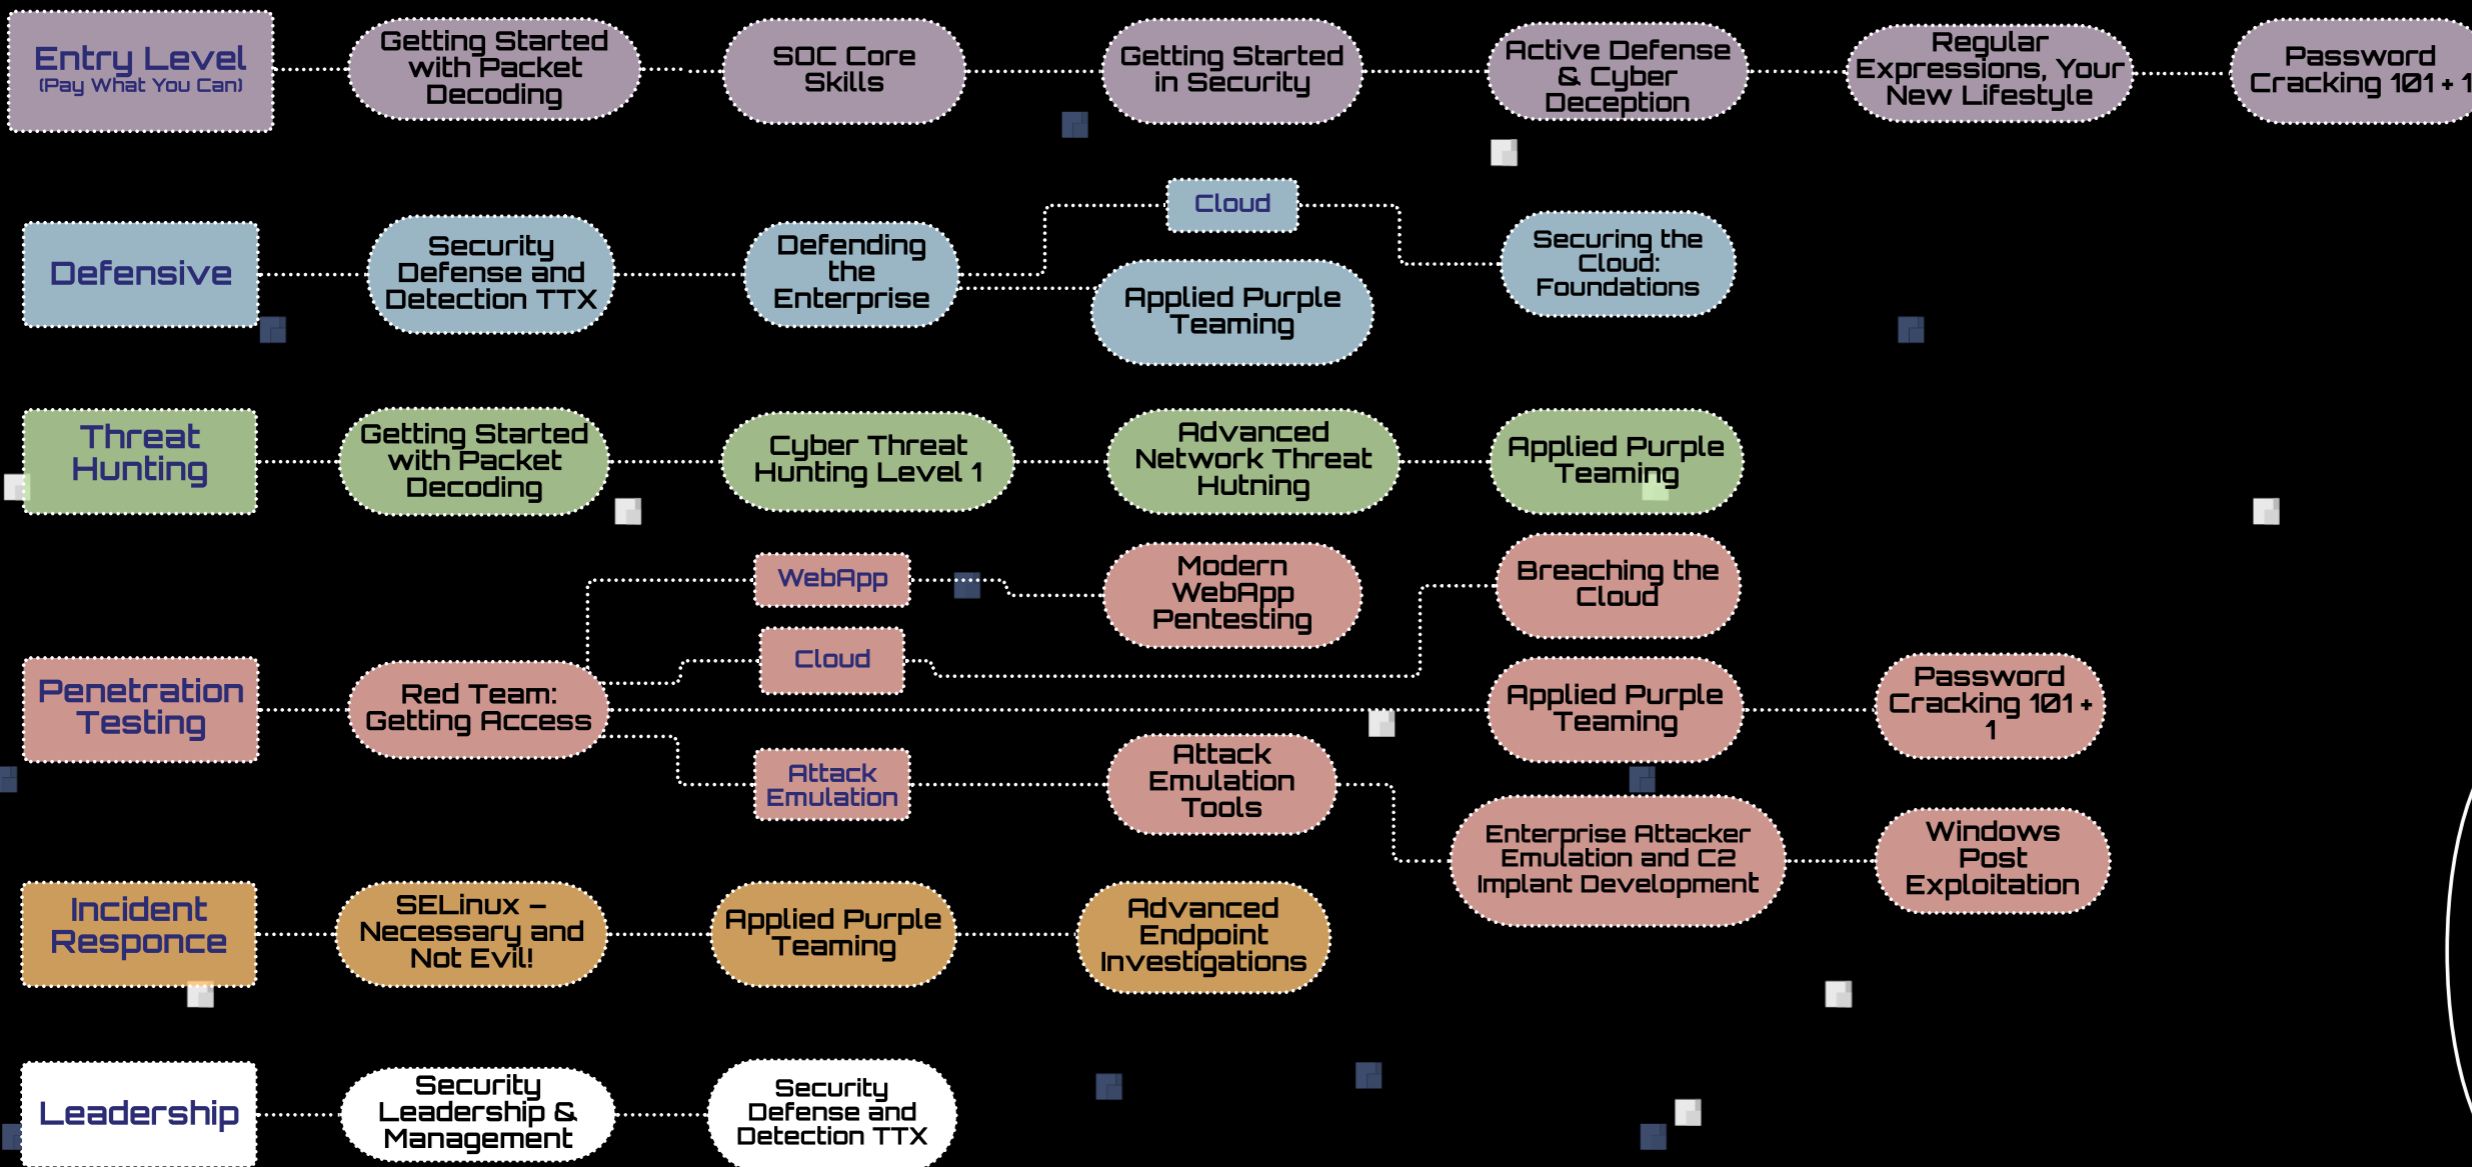 Entry Level
(Pay What You Can)
Getting Started
with Packet
Decoding
SOC Core
Skills
Getting Started
in Security
Active Defense
& Cyber
Deception
Regular
Expressions, Your
New Lifestyle
Password
Cracking 101 + 1
Defensive
Security
Defense and
Detection TTX
Defending
the
Enterprise
Cloud
Applied Purple
Teaming
Securing the
Cloud:
Foundations
Threat
Hunting
Getting Started
with Packet
Decoding
Cyber Threat
Hunting Level 1
Advanced
Network Threat
Hutning
Applied Purple
Teaming
Penetration
Testing
Red Team:
Getting Access
WebApp
Modern
WebApp
Pentesting
Cloud
Breaching the
Cloud
Applied Purple
Teaming
Password
Cracking 101 +
1
Attack
Emulation
Attack
Emulation
Tools
Enterprise Attacker
Emulation and C2
Implant Development
Windows
Post
Exploitation
Incident
Responce
SELinux –
Necessary and
Not Evil!
Applied Purple
Teaming
Advanced
Endpoint
Investigations
Leadership
Security
Leadership &
Management
Security
Defense and
Detection TTX